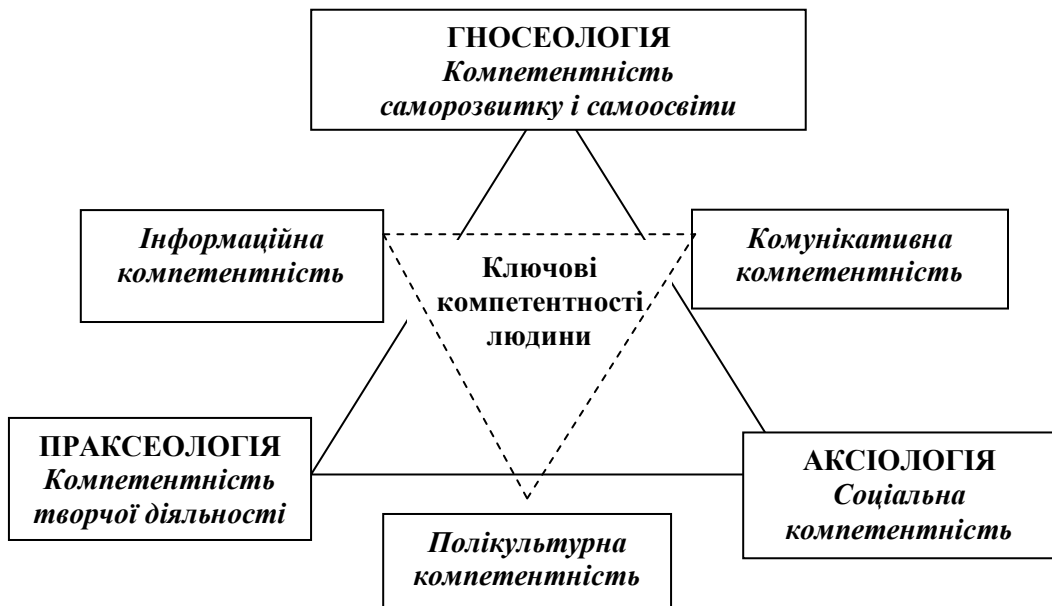 ГНОСЕОЛОГІЯ
Компетентність
саморозвитку і самоосвіти
Інформаційна
компетентність
Комунікативна
компетентність
Ключові
компетентності
людини
ПРАКСЕОЛОГІЯ
Компетентність
творчої діяльності
АКСІОЛОГІЯ
Соціальна
компетентність
Полікультурна
компетентність